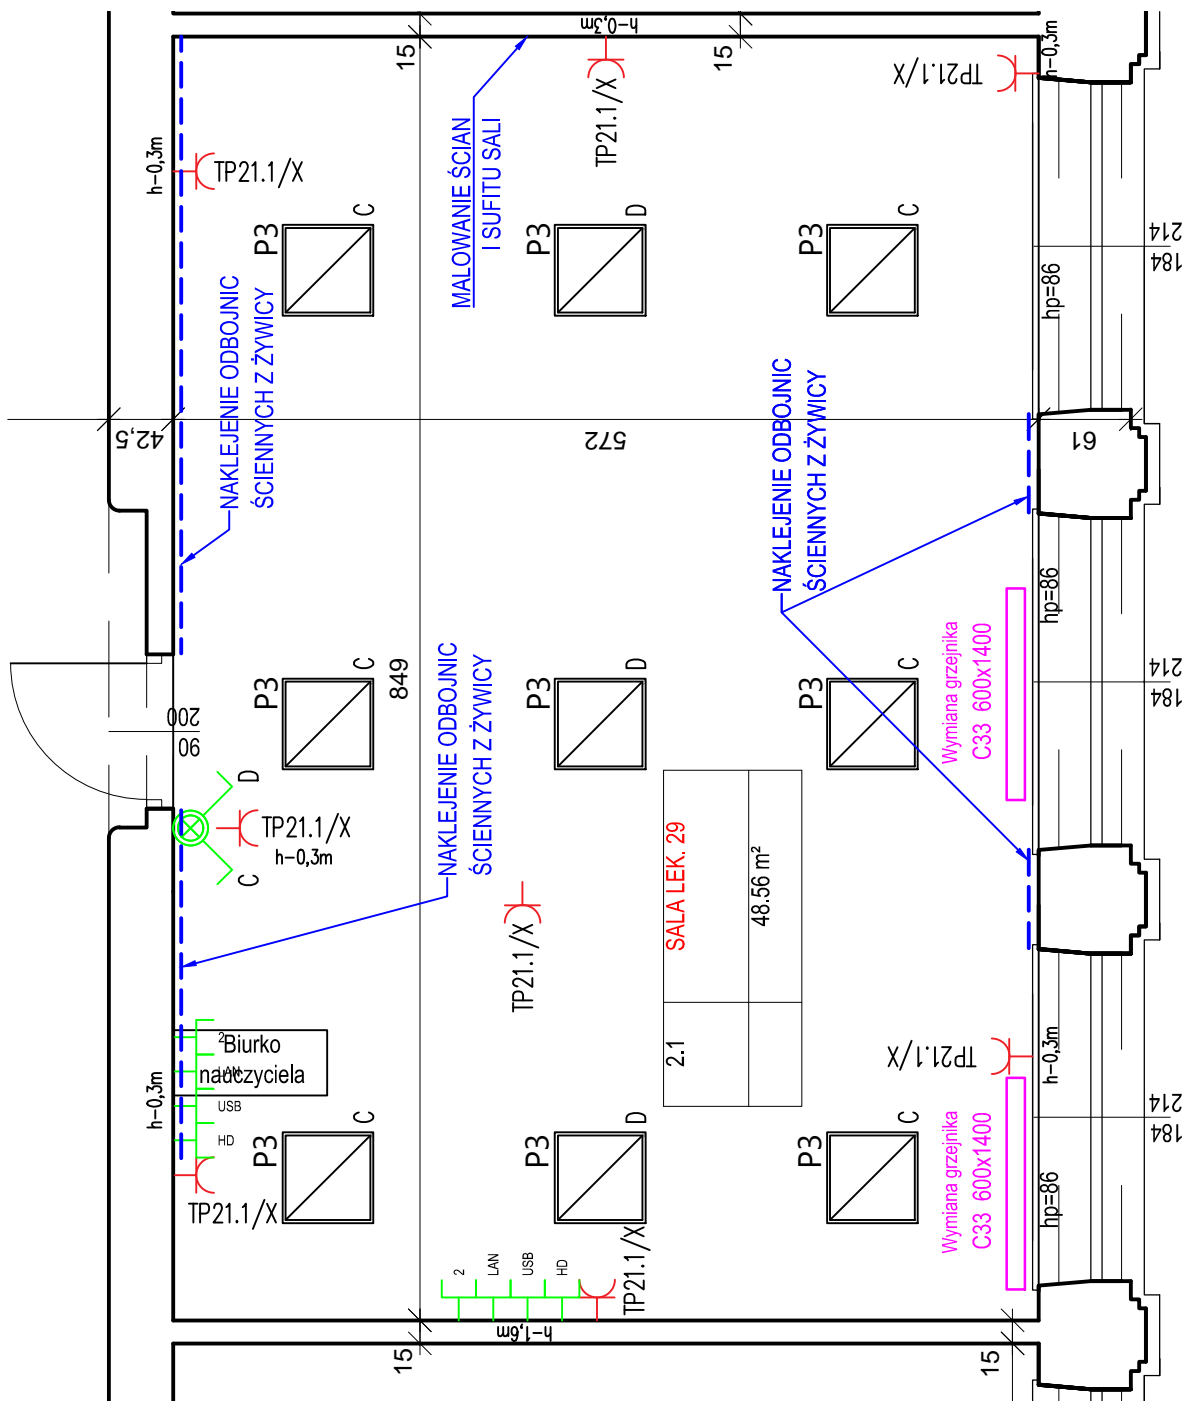 h-0,3m
15
15
h-0,3m
TP21.1/X
TP21.1/X
MALOWANIE ŚCIAN
I SUFITU SALI
h-0,3m
TP21.1/X
P3
C
P3
D
P3
C
214
184
hp=86
NAKLEJENIE ODBOJNIC
ŚCIENNYCH Z ŻYWICY
42,5
572
61
NAKLEJENIE ODBOJNIC
ŚCIENNYCH Z ŻYWICY
hp=86
P3
C
P3
D
P3
C
849
200
90
NAKLEJENIE ODBOJNIC
ŚCIENNYCH Z ŻYWICY
Wymiana grzejnika
C33 600x1400
214
184
D
C
TP21.1/X
h-0,3m
TP21.1/X
SALA LEK. 29
48.56 m²
2.1
2
Biurko
nauczyciela
LAN
USB
HD
h-0,3m
TP21.1/X
TP21.1/X
h-0,3m
P3
C
P3
D
P3
C
214
184
Wymiana grzejnika
C33 600x1400
hp=86
2
LAN
USB
HD
TP21.1/X
h-1,6m
15
15